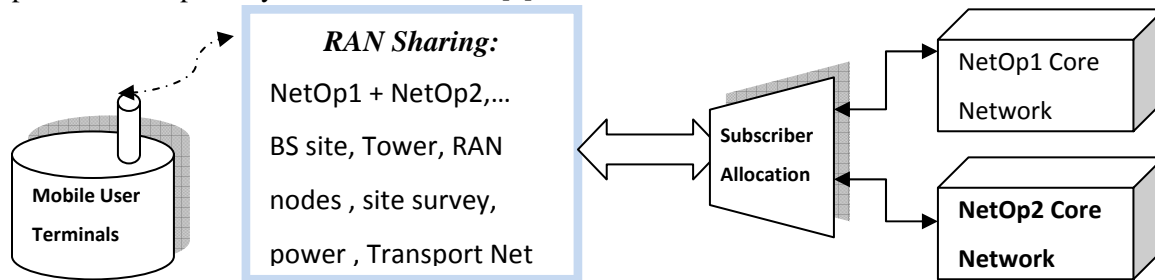 RAN Sharing:
NetOp1 + NetOp2,…
BS site, Tower, RAN
nodes , site survey,
power , Transport Net
Mobile User
Terminals
Subscriber
Allocation
NetOp1 Core
Network
NetOp2 Core
Network